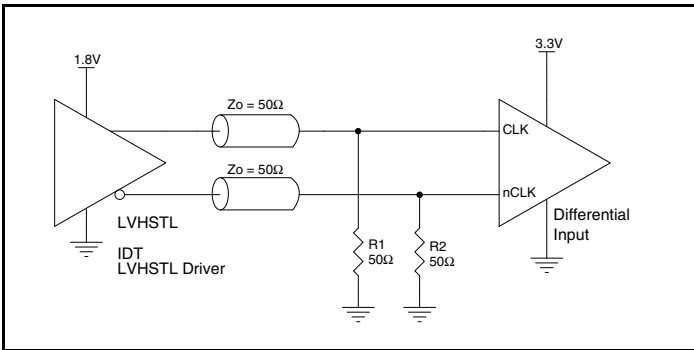 1.8V
3.3V
Zo = 50Ω
CLK
Zo = 50Ω
nCLK
LVHSTL
IDT
LVHSTL Driver
R1
50Ω
R2
50Ω
Differential
Input